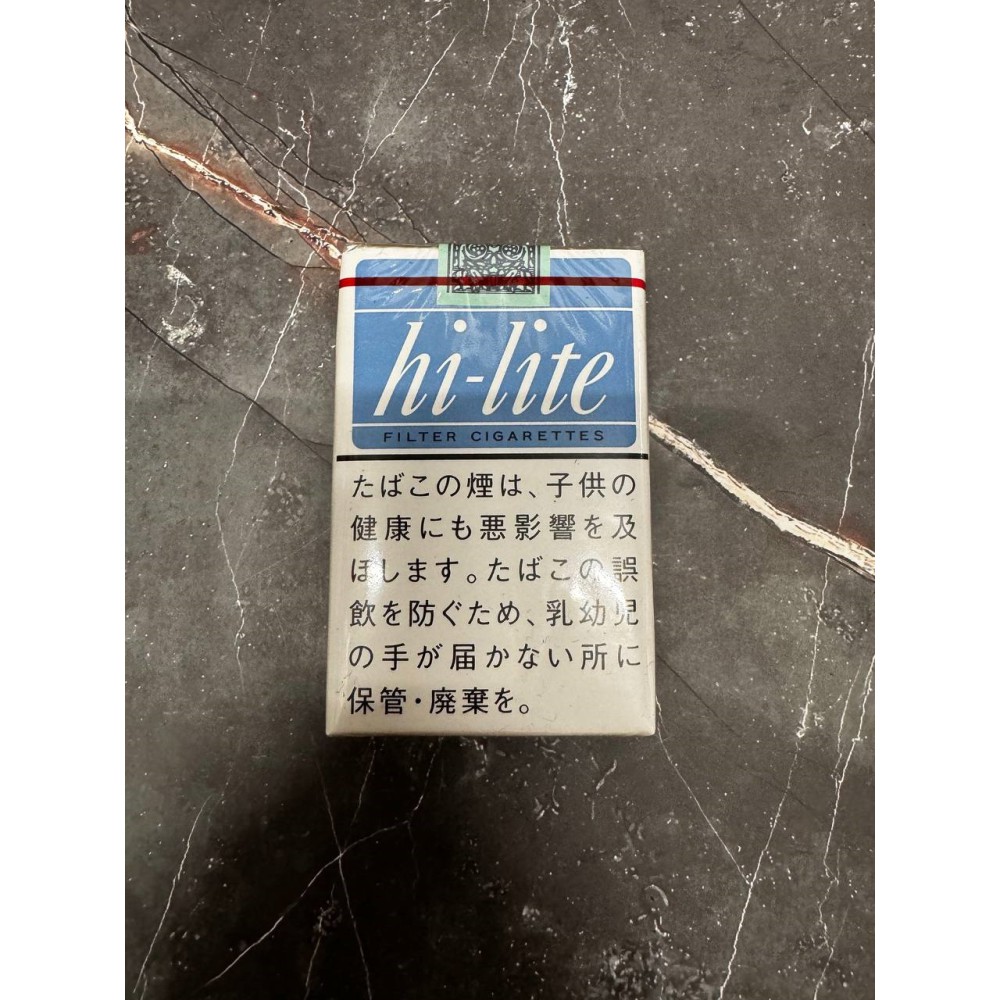 hi-lite
FILTER CIGARETTES
たばこの煙は、子供の
健康にも悪影響を及
ぼします。たばこの誤
飲を防ぐため、乳幼児
の手が届かない所に
保管・廃棄を。